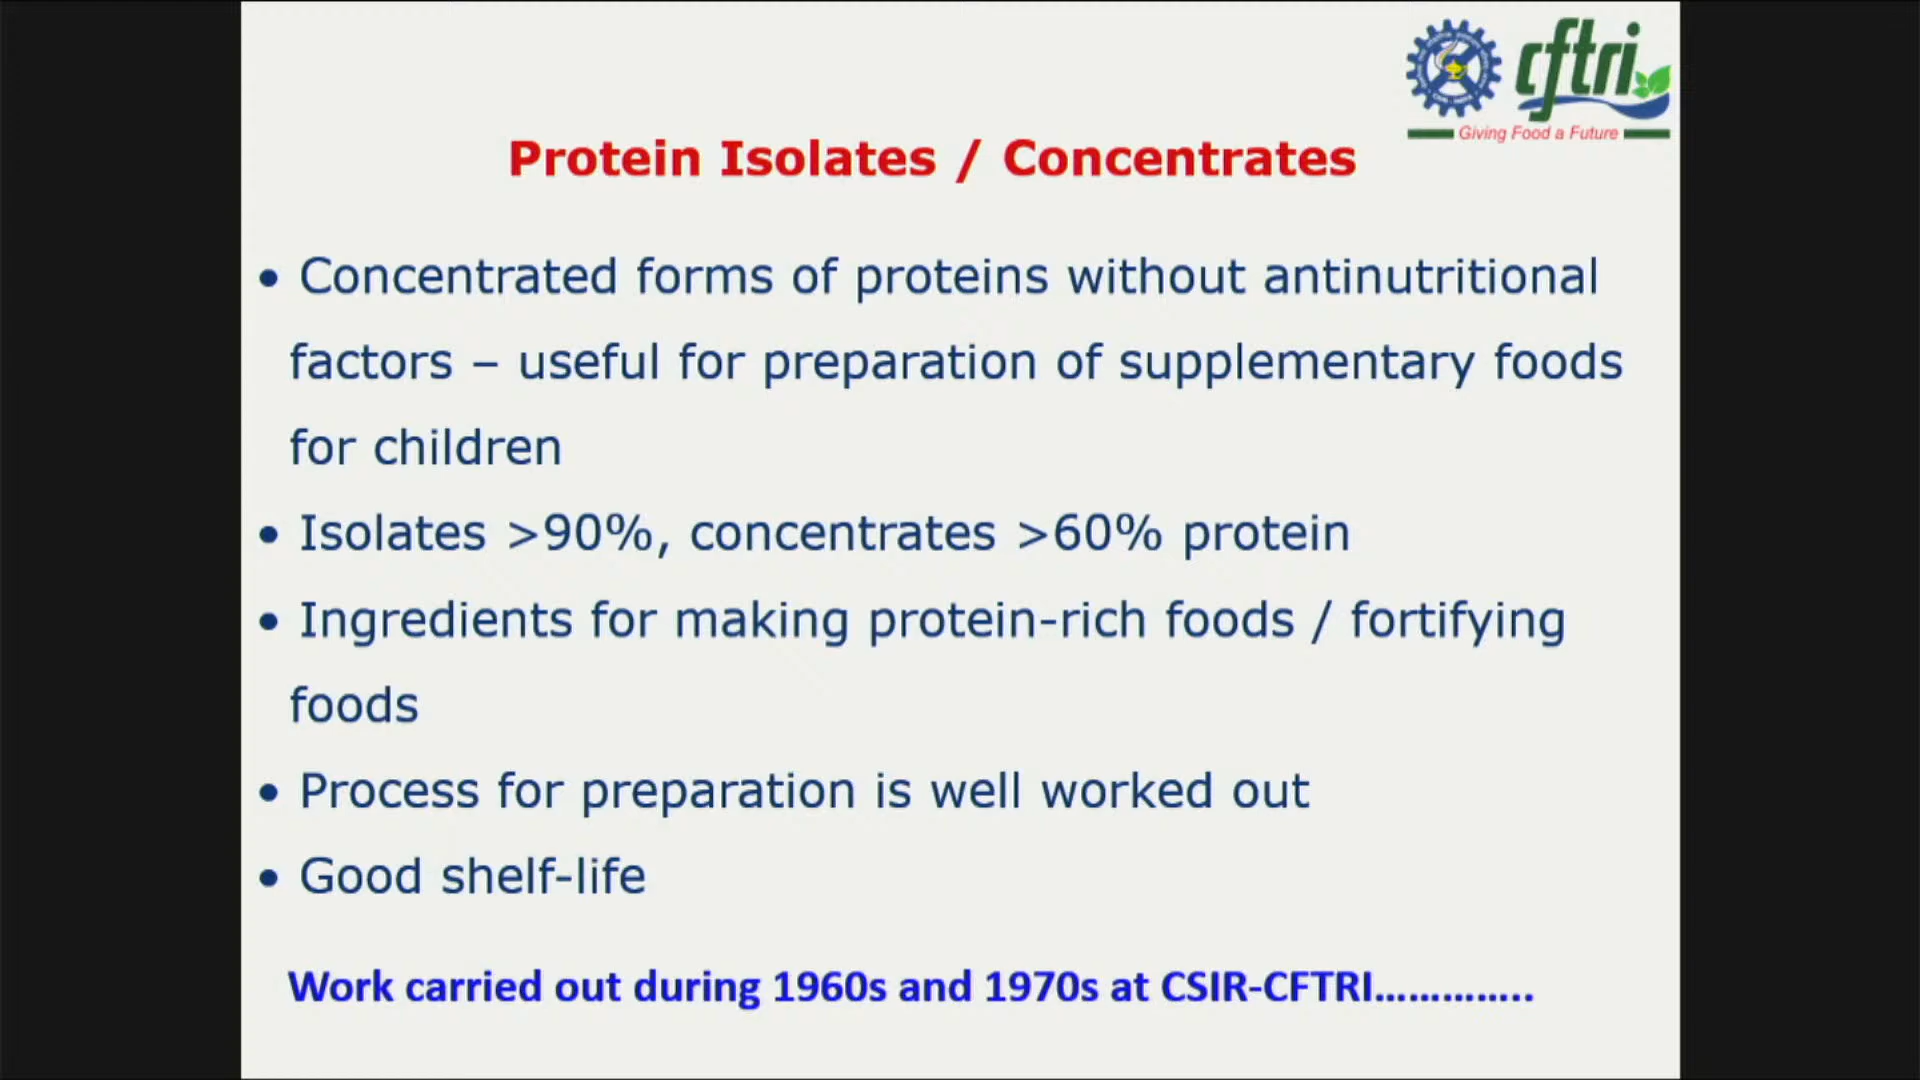 cftri
Giving Food a Future
Protein Isolates / Concentrates
• Concentrated forms of proteins without antinutritional
factors – useful for preparation of supplementary foods
for children
• Isolates >90%, concentrates >60% protein
• Ingredients for making protein-rich foods / fortifying
foods
• Process for preparation is well worked out
• Good shelf-life
Work carried out during 1960s and 1970s at CSIR-CFTRI…………..